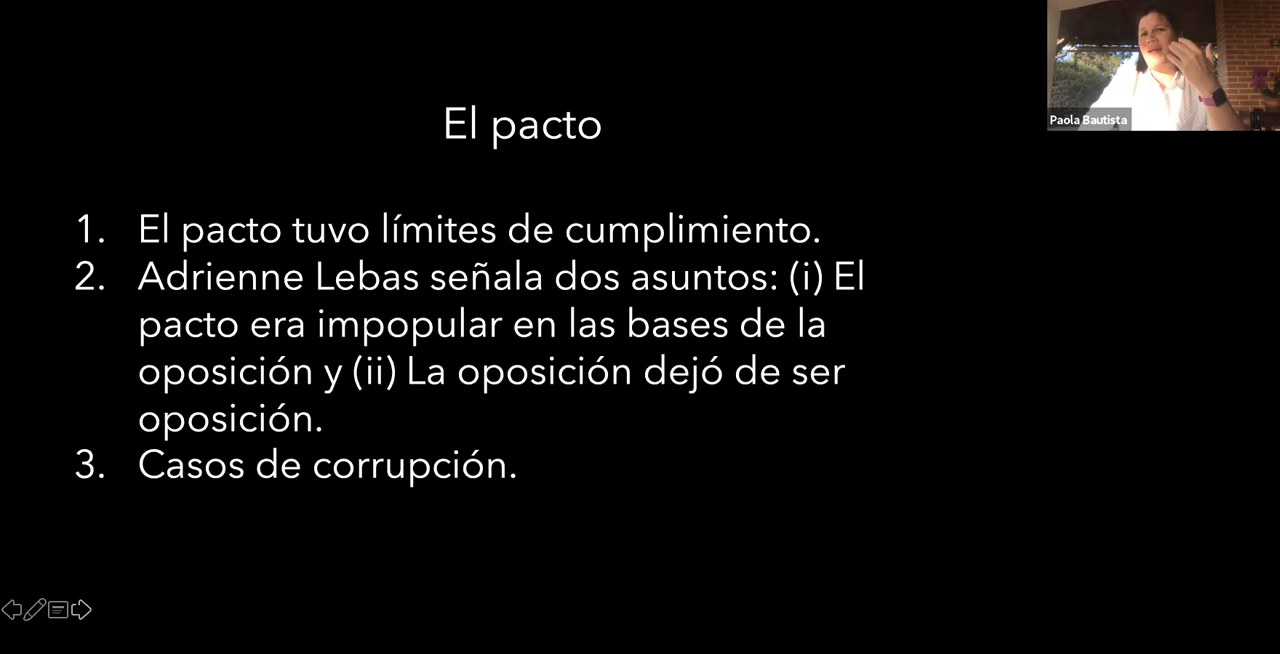 El pacto
1. El pacto tuvo límites de cumplimiento.
2. Adrienne Lebas señala dos asuntos: (i) El
pacto era impopular en las bases de la
oposición y (ii) La oposición dejó de ser
oposición.
3. Casos de corrupción.
Paola Bautista